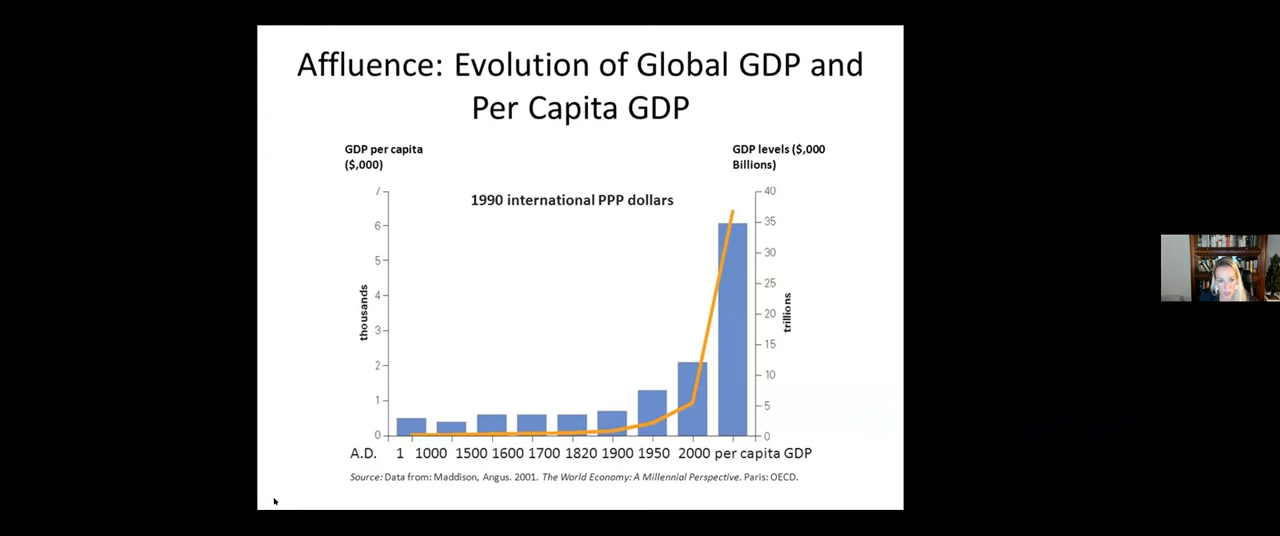 Affluence: Evolution of Global GDP and
Per Capita GDP
GDP per capita
($,000)
GDP levels ($,000
Billions)
1990 international PPP dollars
7
6
5
4
3
2
1
0
thousands
40
35
30
25
20
15
10
5
0
trillions
A.D. 1 1000 1500 1600 1700 1820 1900 1950 2000 per capita GDP
Source: Data from: Maddison, Angus. 2001. The World Economy: A Millennial Perspective. Paris: OECD.